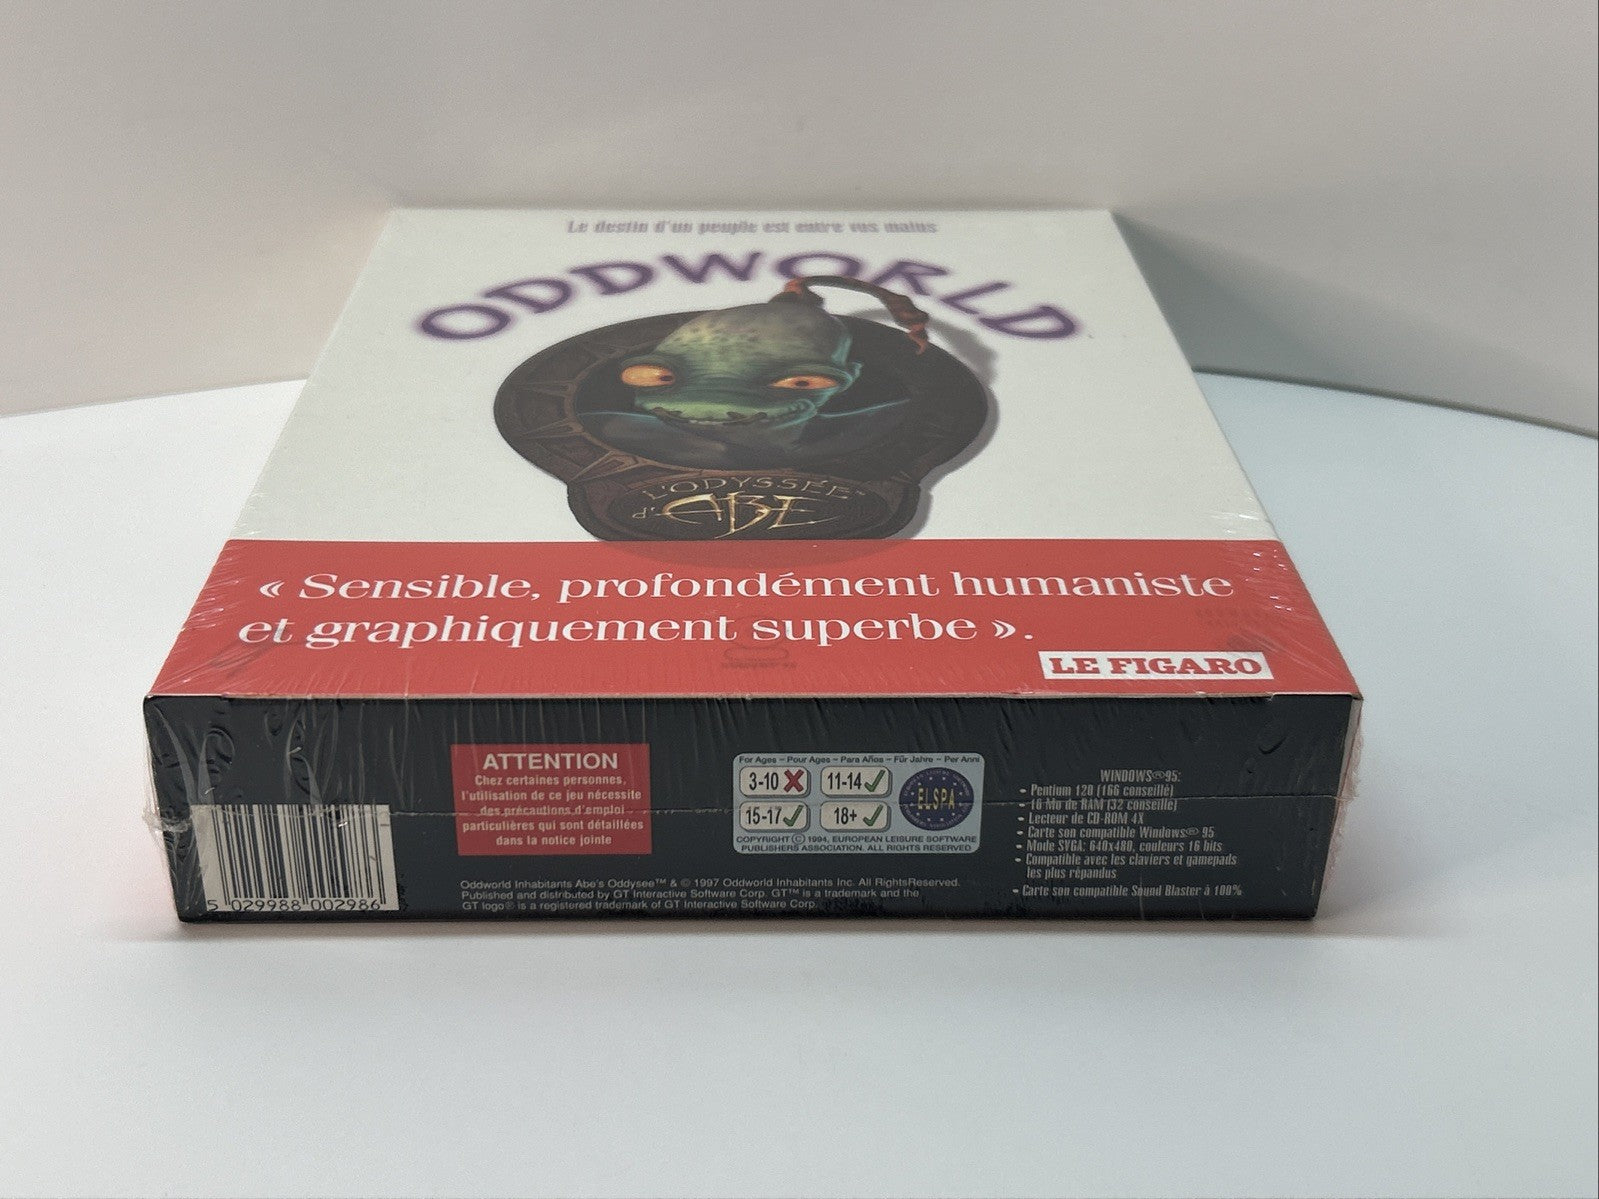 Le destin d'un peuple est entre vos mains
ODDWORLD
L'ODYSSÉE™
d'ABE
« Sensible, profondément humaniste
et graphiquement superbe ».
LE FIGARO
ATTENTION
Chez certaines personnes,
l'utilisation de ce jeu nécessite
des précautions d'emploi
particulières qui sont détaillées
dans la notice jointe
5 029988 002986
For Ages – Pour Ages – Para Años – Für Jahre – Per Anni
3-10 11-14
15-17 18+
ELSPA
COPYRIGHT © 1994, EUROPEAN LEISURE SOFTWARE
PUBLISHERS ASSOCIATION. ALL RIGHTS RESERVED.
Oddworld Inhabitants Abe's Oddysee™ & © 1997 Oddworld Inhabitants Inc. All RightsReserved.
Published and distributed by GT Interactive Software Corp. GT™ is a trademark and the
GT logo® is a registered trademark of GT Interactive Software Corp.
WINDOWS® 95:
• Pentium 120 (166 conseillé)
• 16 Mo de RAM (32 conseillé)
• Lecteur de CD-ROM 4X
• Carte son compatible Windows® 95
• Mode SVGA: 640x480, couleurs 16 bits
• Compatible avec les claviers et gamepads
les plus répandus
• Carte son compatible Sound Blaster à 100%